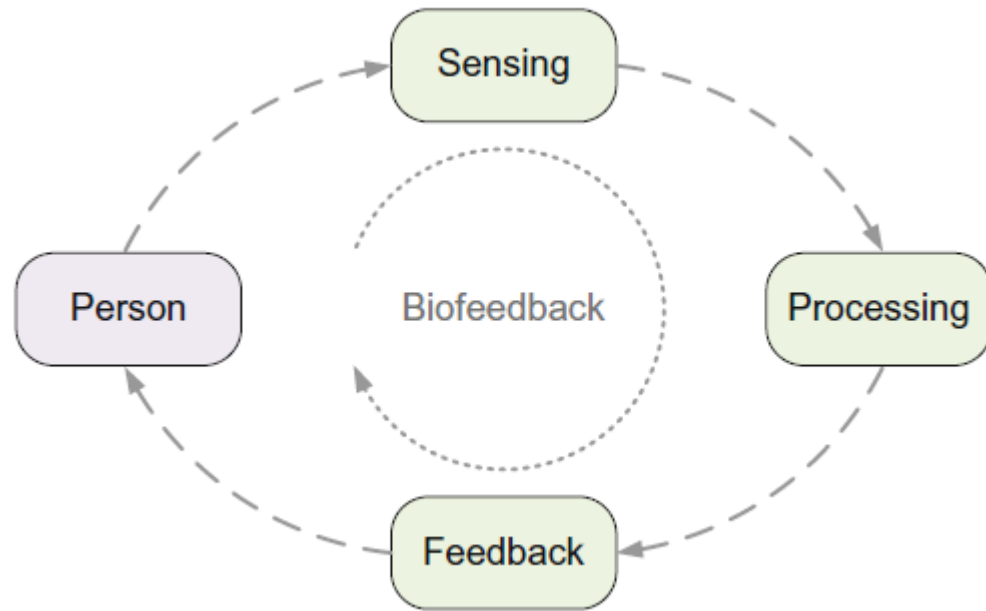 Sensing
Person
Biofeedback
Processing
Feedback